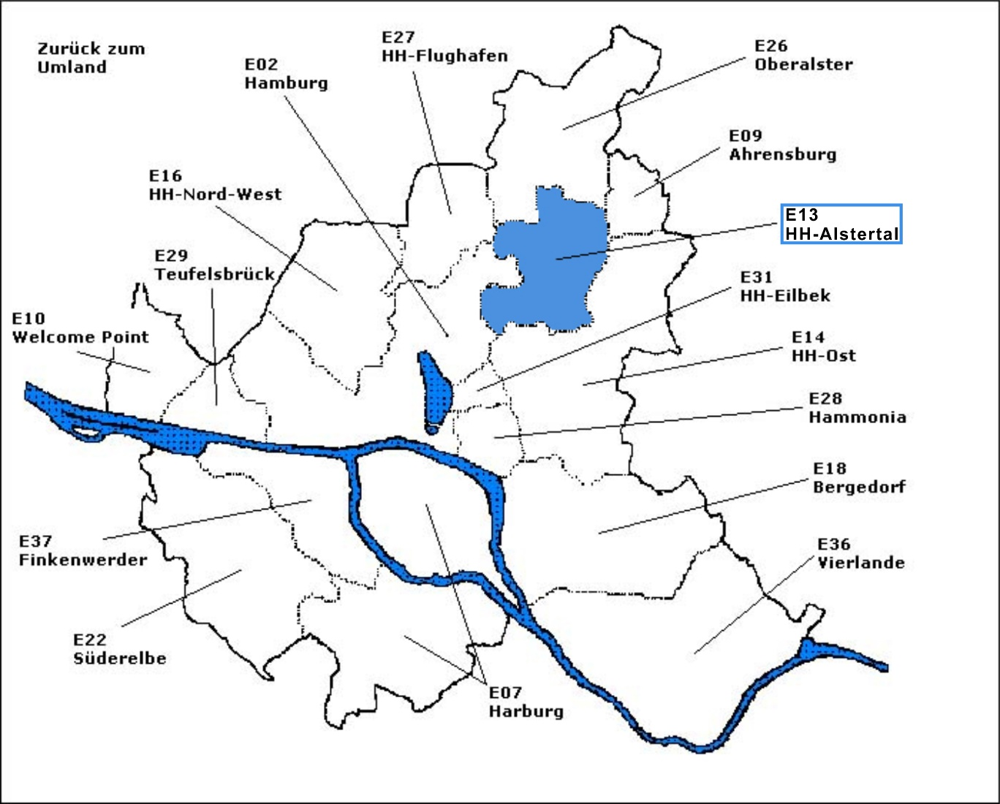 Zurück zum
Umland
E27
HH-Flughafen
E02
Hamburg
E26
Oberalster
E09
Ahrensburg
E16
HH-Nord-West
E13
HH-Alstertal
E29
Teufelsbrück
E31
HH-Eilbek
E10
Welcome Point
E14
HH-Ost
E28
Hammonia
E18
Bergedorf
E37
Finkenwerder
E36
Vierlande
E22
Süderelbe
E07
Harburg